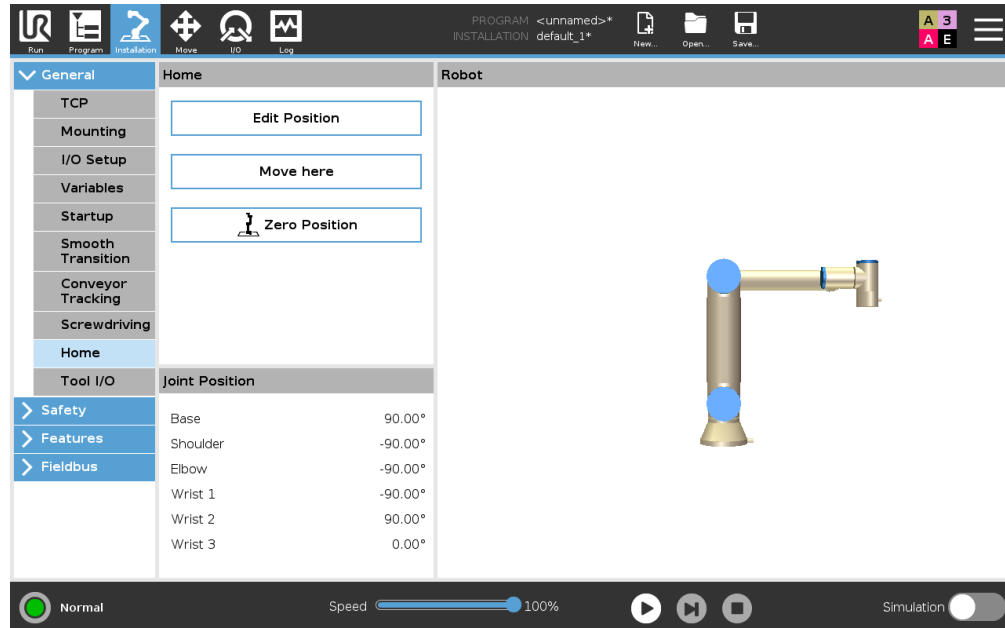 UR
PROGRAM <unnamed>*
INSTALLATION default_1*
A 3
A E
Run Program Installation Move I/O Log New... Open... Save...
General
TCP
Mounting
I/O Setup
Variables
Startup
Smooth
Transition
Conveyor
Tracking
Screwdriving
Home
Tool I/O
Safety
Features
Fieldbus
Home
Edit Position
Move here
Zero Position
Joint Position
Base 90.00°
Shoulder -90.00°
Elbow -90.00°
Wrist 1 -90.00°
Wrist 2 90.00°
Wrist 3 0.00°
Robot
Normal
Speed 100%
Simulation